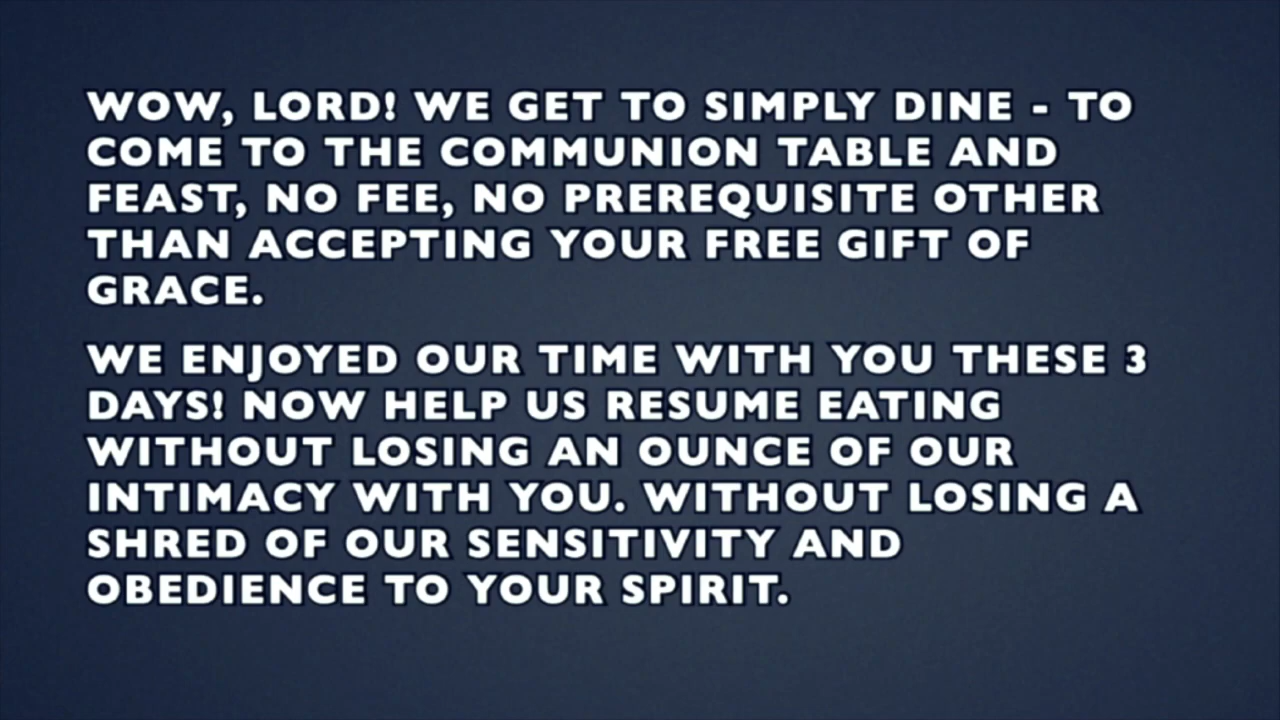 WOW, LORD! WE GET TO SIMPLY DINE - TO
COME TO THE COMMUNION TABLE AND
FEAST, NO FEE, NO PREREQUISITE OTHER
THAN ACCEPTING YOUR FREE GIFT OF
GRACE.
WE ENJOYED OUR TIME WITH YOU THESE 3
DAYS! NOW HELP US RESUME EATING
WITHOUT LOSING AN OUNCE OF OUR
INTIMACY WITH YOU. WITHOUT LOSING A
SHRED OF OUR SENSITIVITY AND
OBEDIENCE TO YOUR SPIRIT.